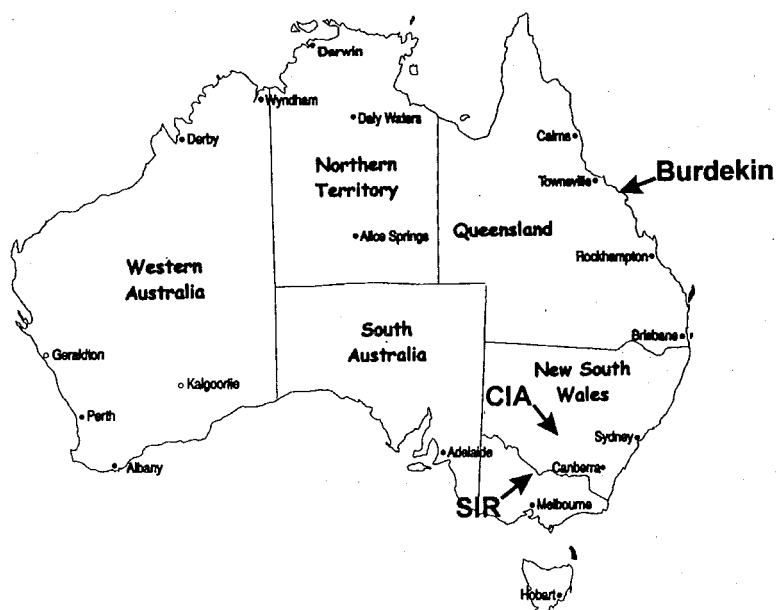 Darwin
Wyndham
Daly Waters
Derby
Cairns
Northern
Territory
Townsville
Burdekin
Alice Springs
Queensland
Rockhampton
Western
Australia
South
Australia
Brisbane
Geraldton
New South
Wales
Kalgoorlie
CIA
Perth
Sydney
Adelaide
Albany
Canberra
SIR
Melbourne
Hobart